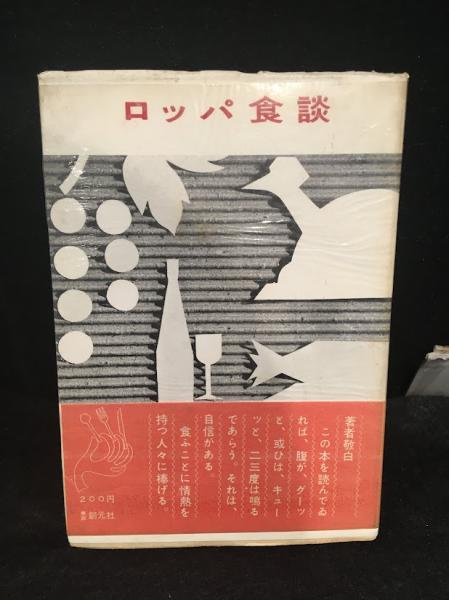 ロッパ食談
著者敬白
この本を読んでゐ
れば、腹が、グーッ
と、或ひは、キュー
ッと、二三度は鳴る
であらう。それは、
自信がある。
食ふことに情熱を
持つ人々に捧げる。
200円
東京 創元社